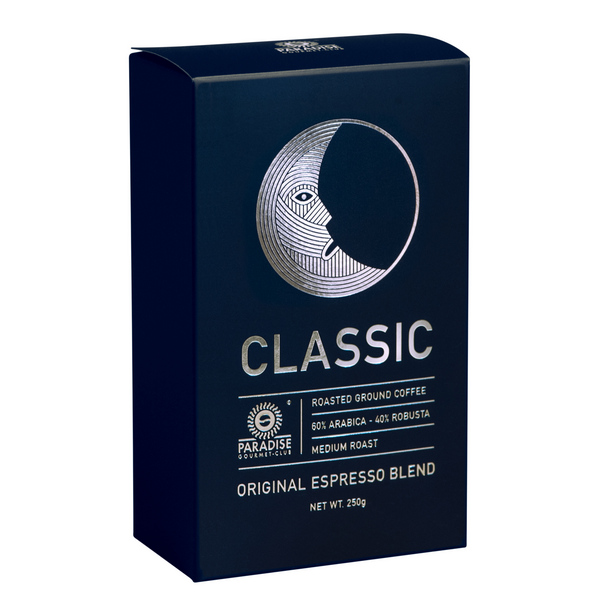 PARADISE
CLASSIC
ROASTED GROUND COFFEE
60% ARABICA - 40% ROBUSTA
MEDIUM ROAST
PARADISE
GOURMET-CLUB
ORIGINAL ESPRESSO BLEND
NET WT. 250g